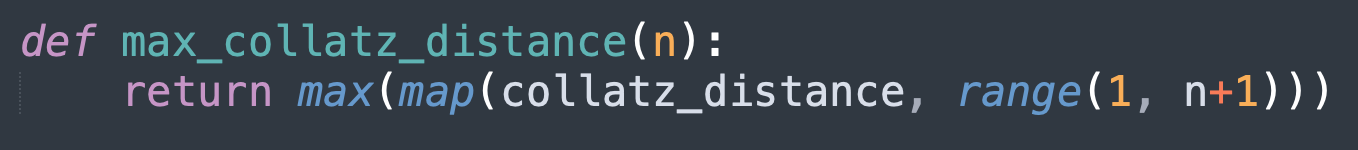 def max_collatz_distance(n):
    return max(map(collatz_distance, range(1, n+1)))